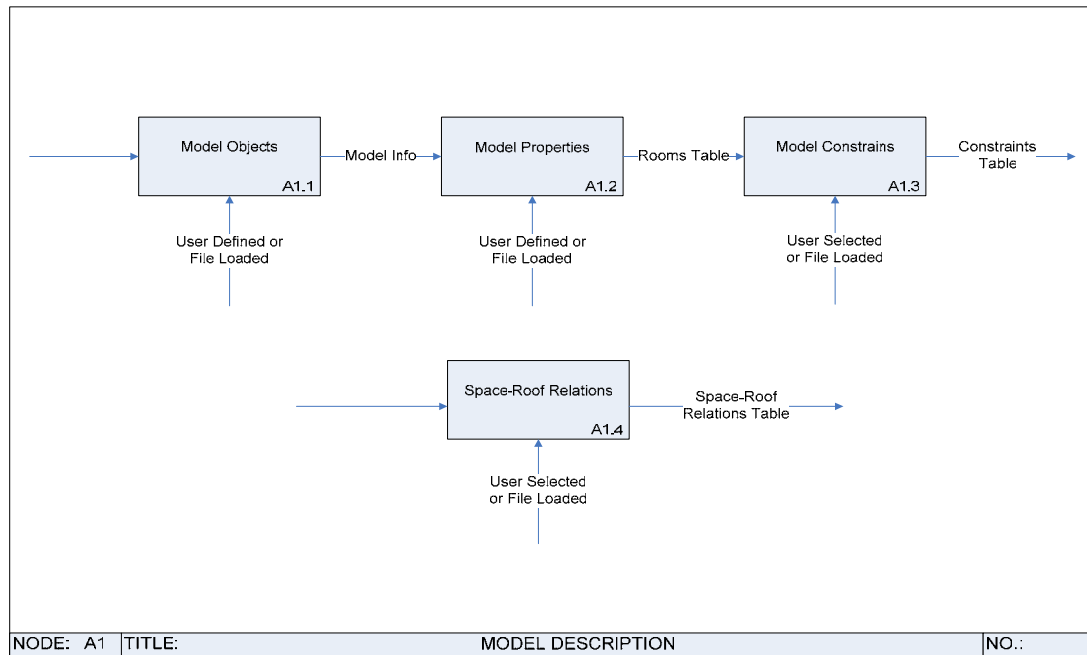 Model Objects
A1.1
Model Info
Model Properties
A1.2
Rooms Table
Model Constrains
A1.3
Constraints
Table
User Defined or
File Loaded
User Defined or
File Loaded
User Selected
or File Loaded
Space-Roof Relations
A1.4
Space-Roof
Relations Table
User Selected
or File Loaded
NODE: A1 TITLE: MODEL DESCRIPTION NO.: